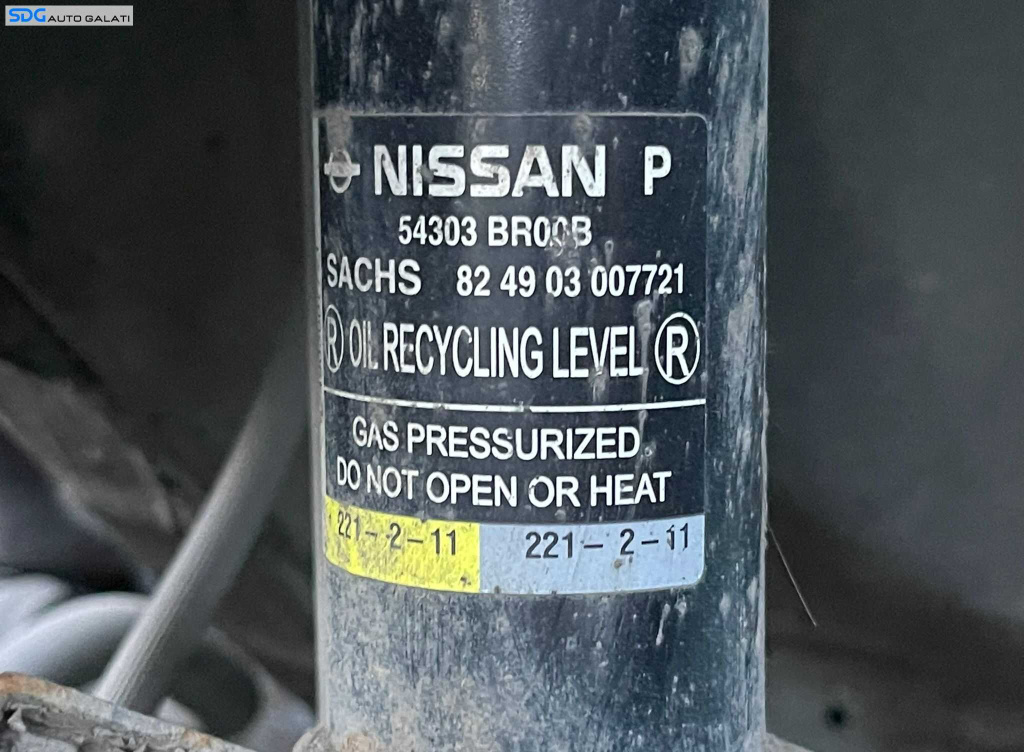 SDG AUTO GALATI
NISSAN P
54303 BR00B
SACHS 82 49 03 007721
Ⓡ OIL RECYCLING LEVEL Ⓡ
GAS PRESSURIZED
DO NOT OPEN OR HEAT
221-2-11 221-2-11